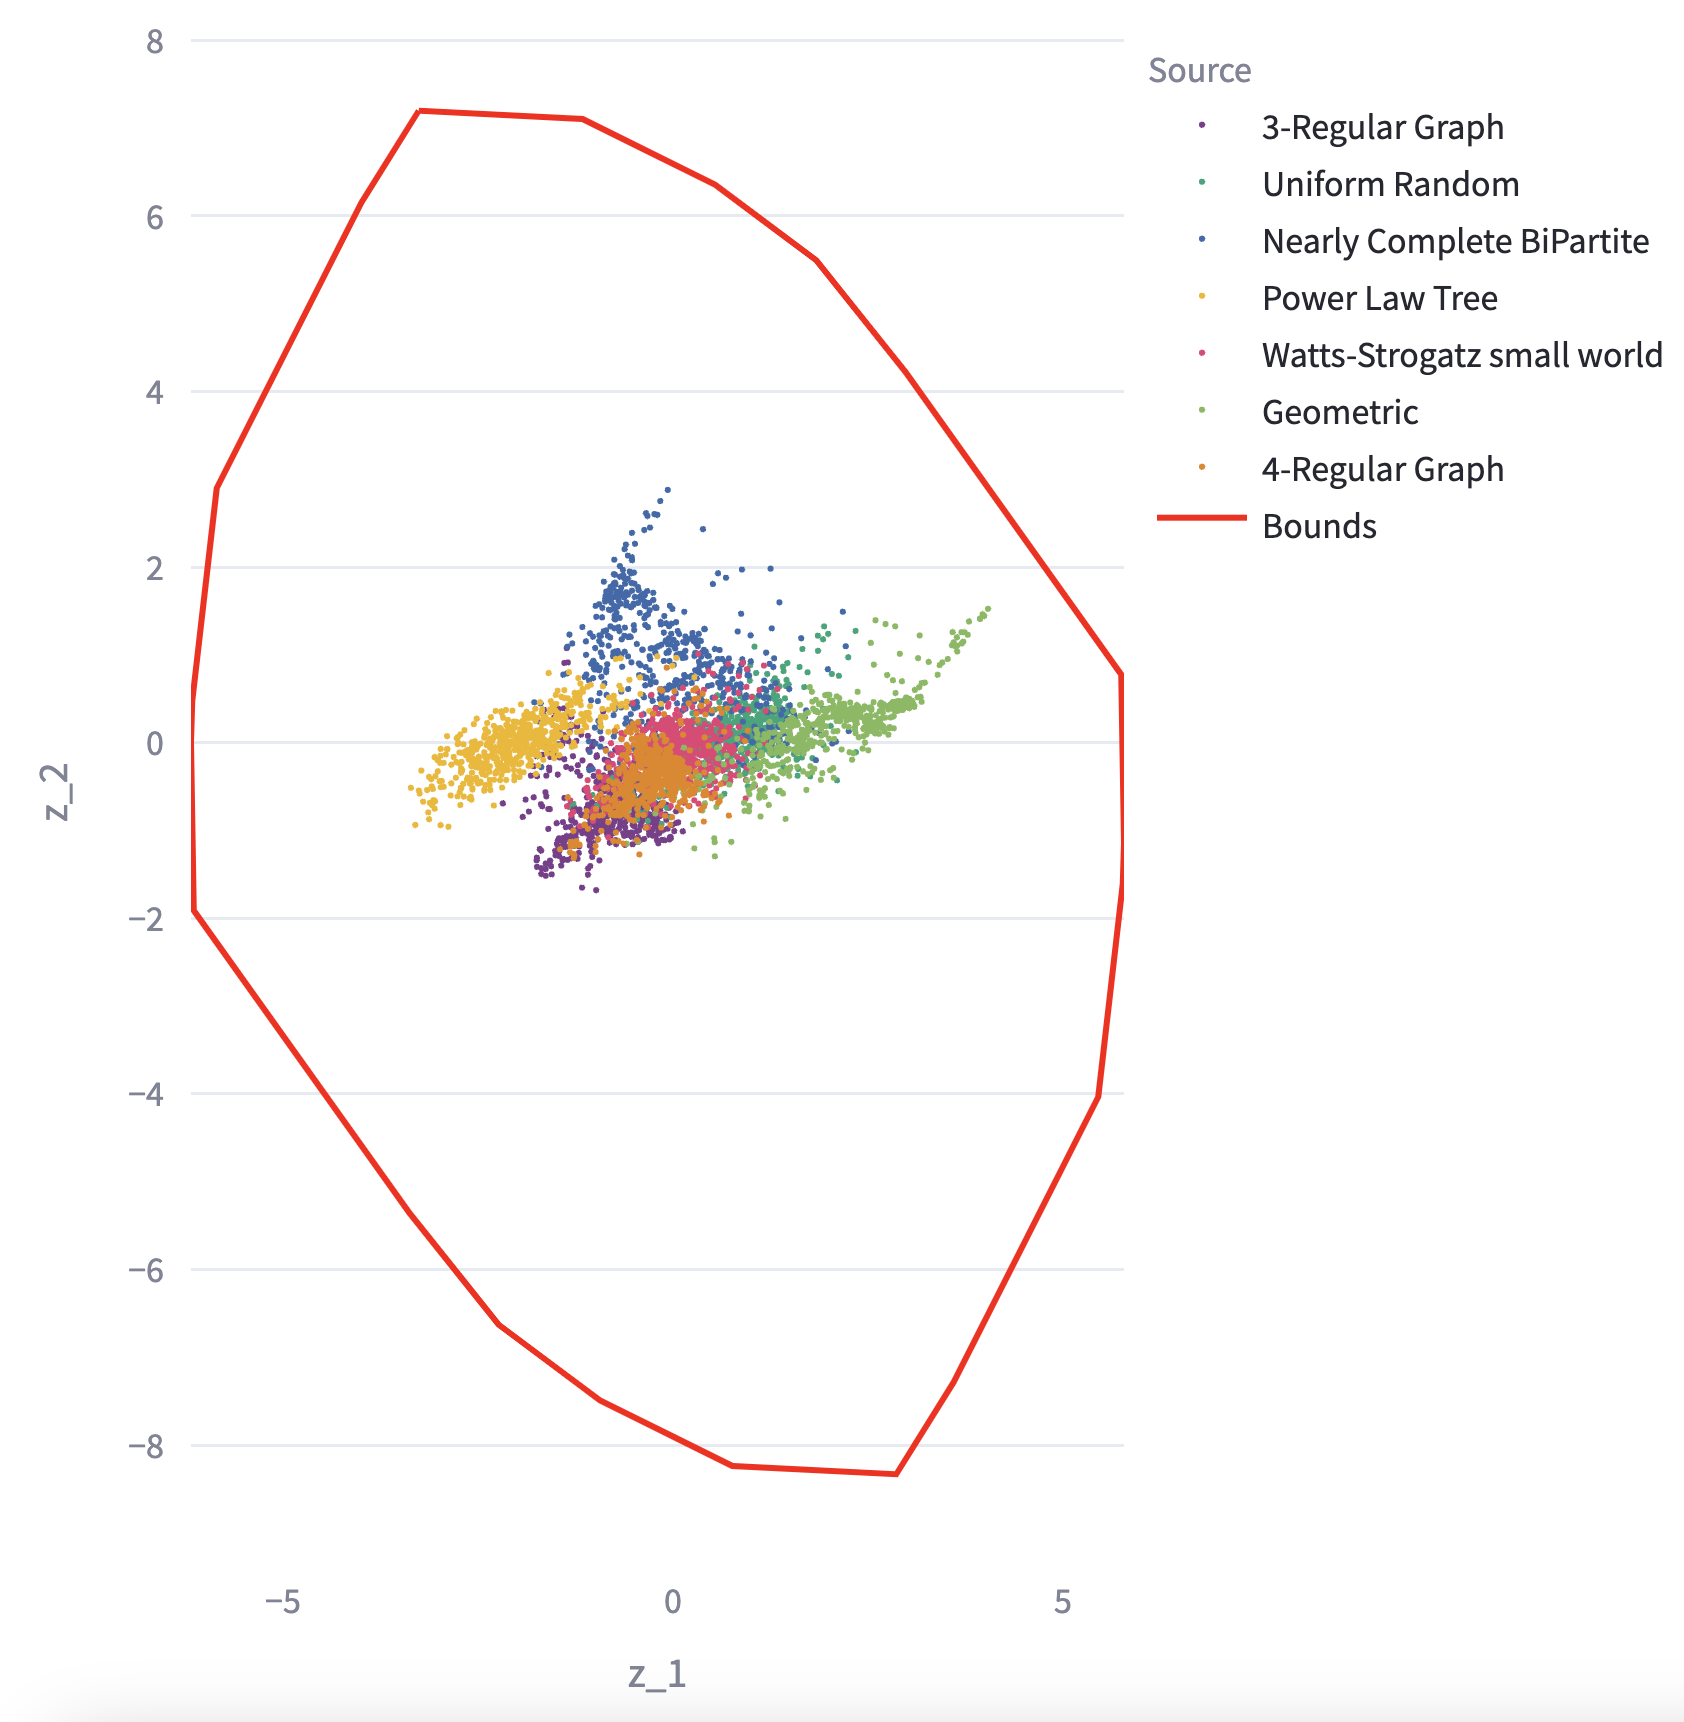 8
6
4
2
0
−2
−4
−6
−8
z_2
−5
0
5
z_1
Source
3-Regular Graph
Uniform Random
Nearly Complete BiPartite
Power Law Tree
Watts-Strogatz small world
Geometric
4-Regular Graph
Bounds